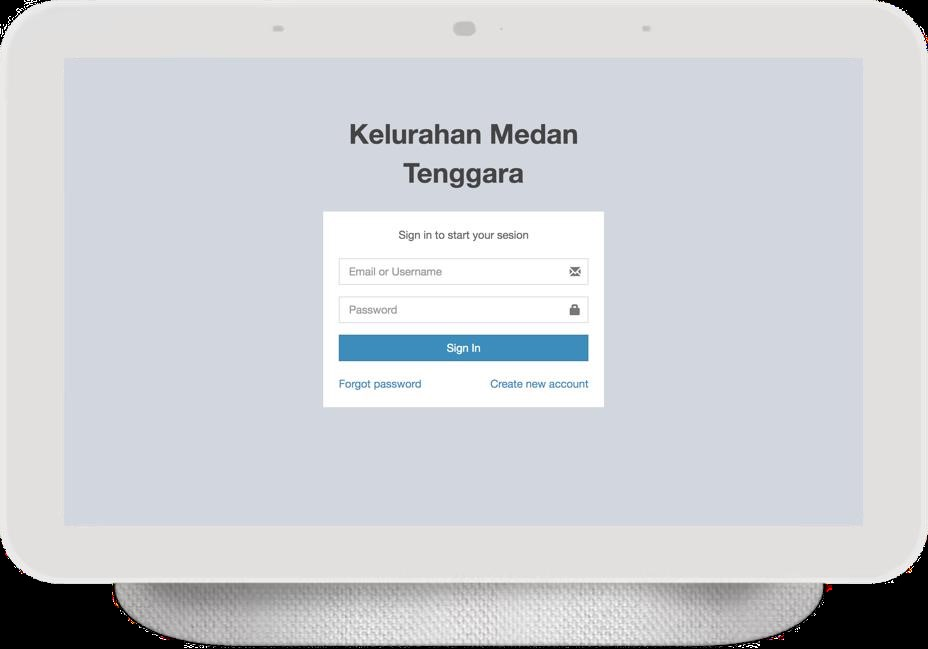 Kelurahan Medan
Tenggara
Sign in to start your sesion
Email or Username
Password
Sign In
Forgot password
Create new account